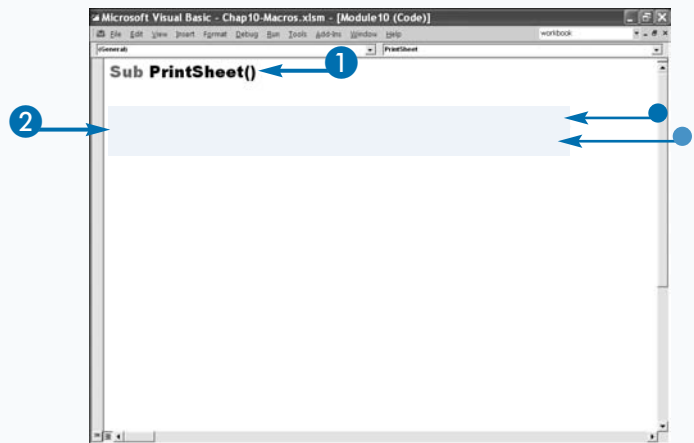 Microsoft Visual Basic - Chap10-Macros.xlsm - [Module10 (Code)]
File Edit View Insert Format Debug Run Tools Add-Ins Window Help
workbook
(General)
PrintSheet
Sub PrintSheet()
1
2